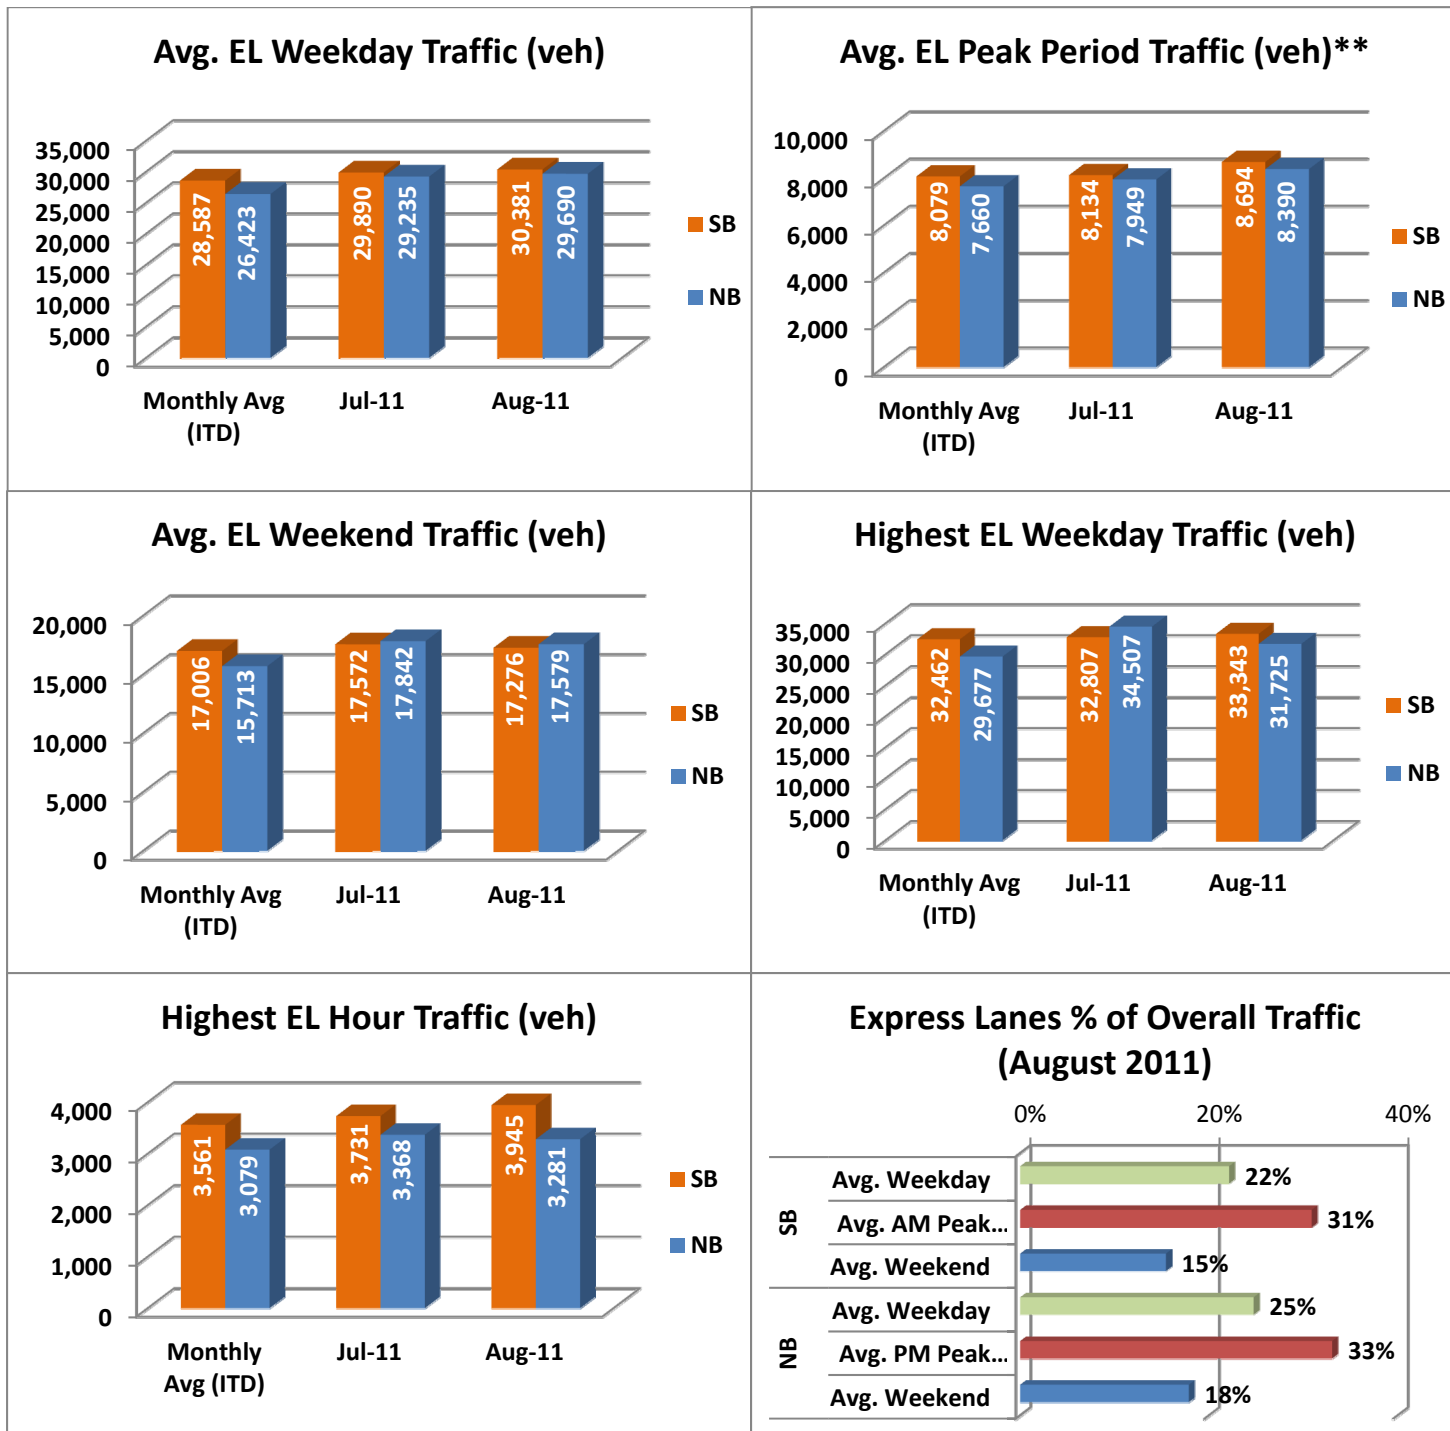 Avg. EL Weekday Traffic (veh)
35,000
30,000
25,000
20,000
15,000
10,000
5,000
0
28,587
26,423
29,890
29,235
30,381
29,690
Monthly Avg (ITD)
Jul-11
Aug-11
SB
NB
Avg. EL Peak Period Traffic (veh)**
10,000
8,000
6,000
4,000
2,000
0
8,079
7,660
8,134
7,949
8,694
8,390
Monthly Avg (ITD)
Jul-11
Aug-11
SB
NB
Avg. EL Weekend Traffic (veh)
20,000
15,000
10,000
5,000
0
17,006
15,713
17,572
17,842
17,276
17,579
Monthly Avg (ITD)
Jul-11
Aug-11
SB
NB
Highest EL Weekday Traffic (veh)
35,000
30,000
25,000
20,000
15,000
10,000
5,000
0
32,462
29,677
32,807
34,507
33,343
31,725
Monthly Avg (ITD)
Jul-11
Aug-11
SB
NB
Highest EL Hour Traffic (veh)
4,000
3,000
2,000
1,000
0
3,561
3,079
3,731
3,368
3,945
3,281
Monthly Avg (ITD)
Jul-11
Aug-11
SB
NB
Express Lanes % of Overall Traffic
(August 2011)
0% 20% 40%
SB
Avg. Weekday 22%
Avg. AM Peak... 31%
Avg. Weekend 15%
NB
Avg. Weekday 25%
Avg. PM Peak... 33%
Avg. Weekend 18%